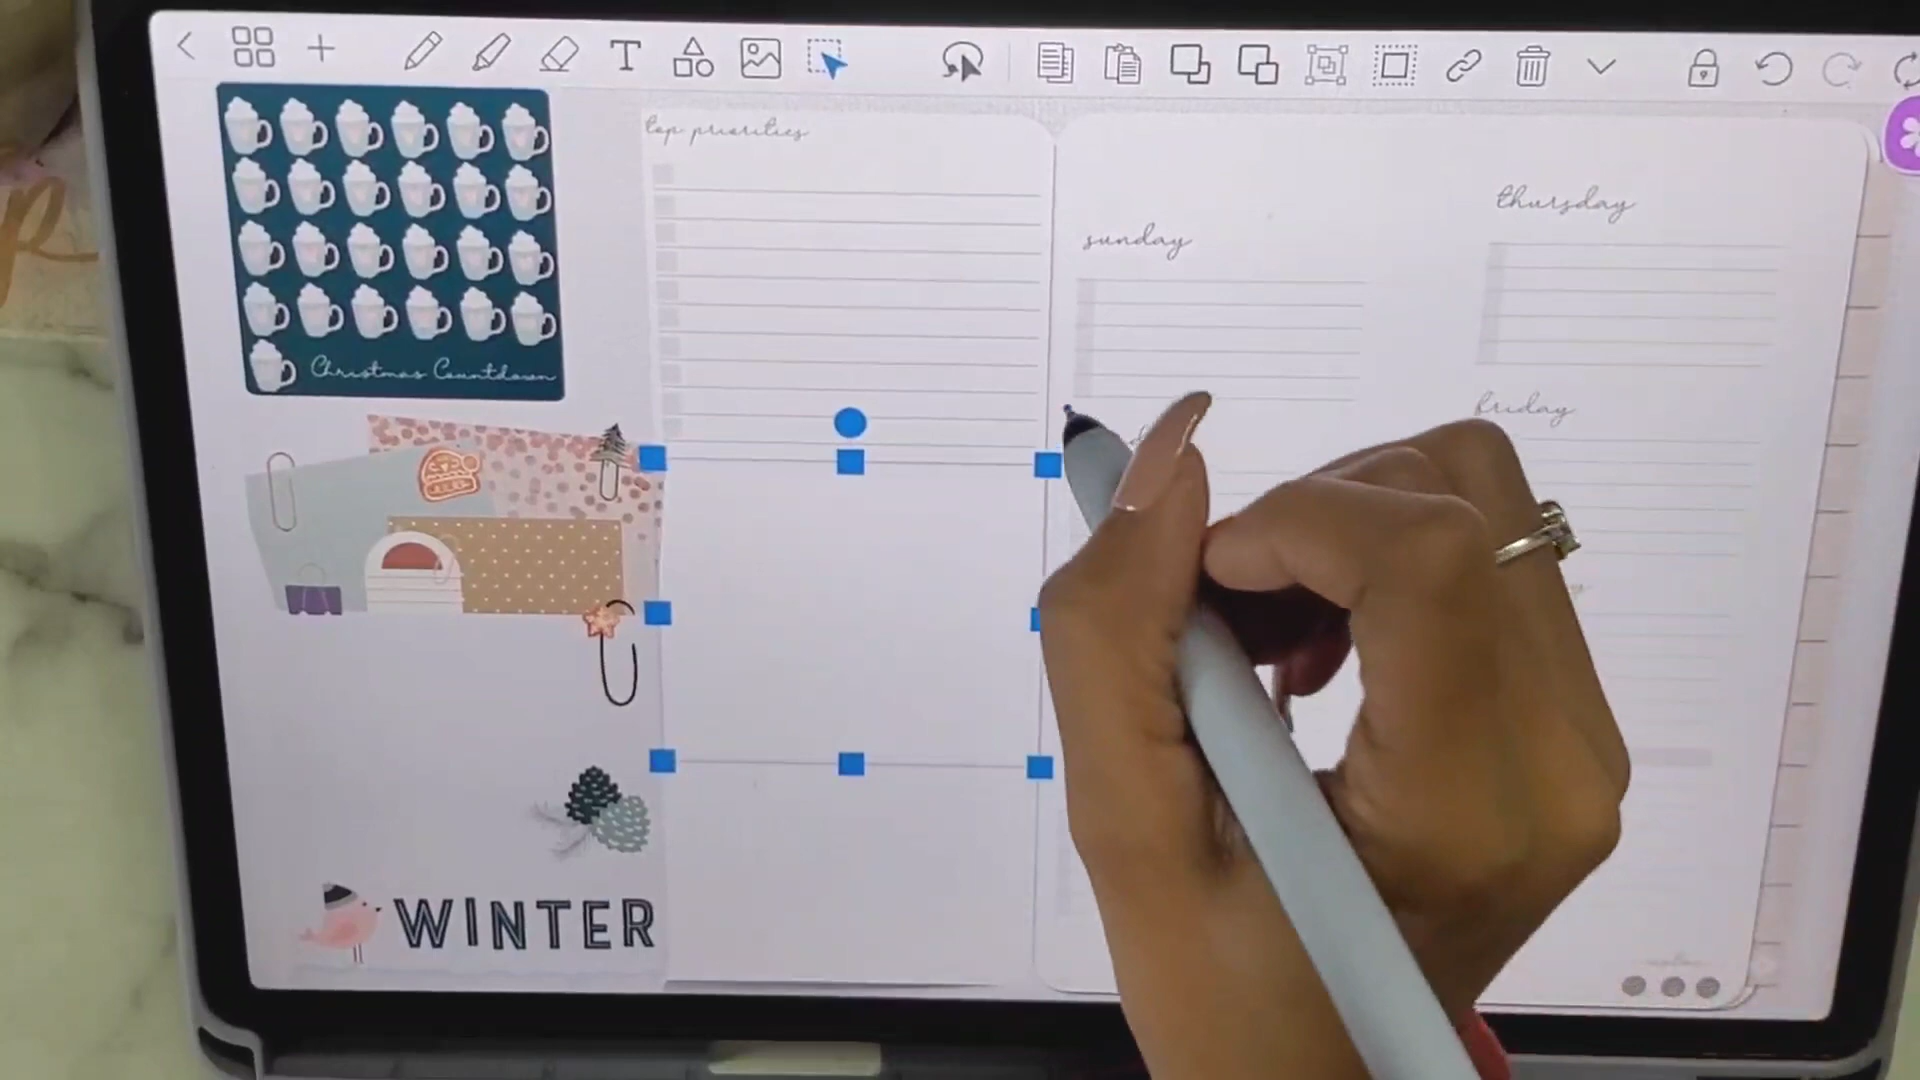 top priorities
Christmas Countdown
WINTER
sunday
thursday
friday